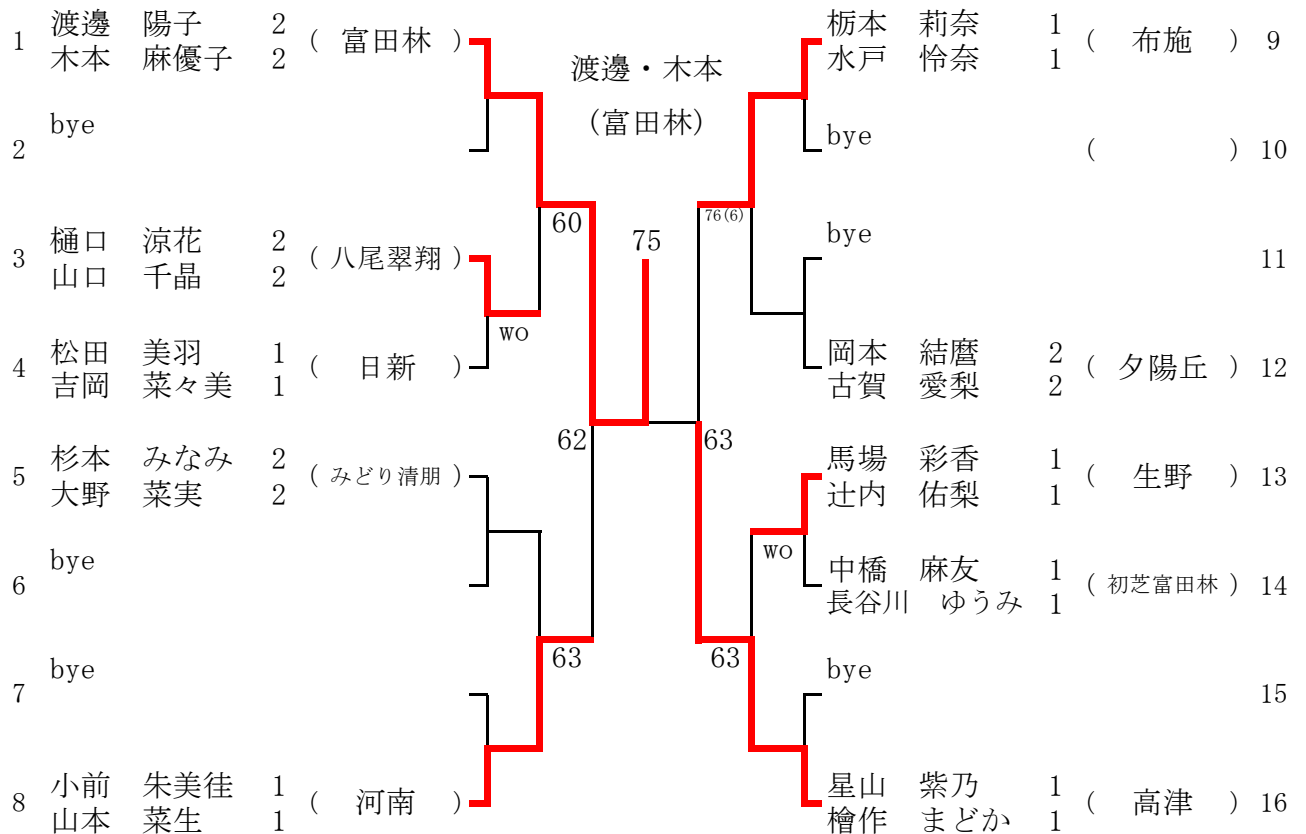 1 渡邊 陽子 2 ( 富田林 )
木本 麻優子 2
2 bye
3 樋口 涼花 2 ( 八尾翠翔 )
山口 千晶 2
4 松田 美羽 1 ( 日新 )
吉岡 菜々美 1
5 杉本 みなみ 2 ( みどり清朋 )
大野 菜実 2
6 bye
7 bye
8 小前 朱美徍 1 ( 河南 )
山本 菜生 1
渡邊・木本
(富田林)
60
wo
62
63
75
76(6)
63
wo
63
栃本 莉奈 1 ( 布施 ) 9
水戸 怜奈 1
bye ( ) 10
bye 11
岡本 結麿 2 ( 夕陽丘 ) 12
古賀 愛梨 2
馬場 彩香 1 ( 生野 ) 13
辻内 佑梨 1
中橋 麻友 1 ( 初芝富田林 ) 14
長谷川 ゆうみ 1
bye 15
星山 紫乃 1 ( 高津 ) 16
檜作 まどか 1